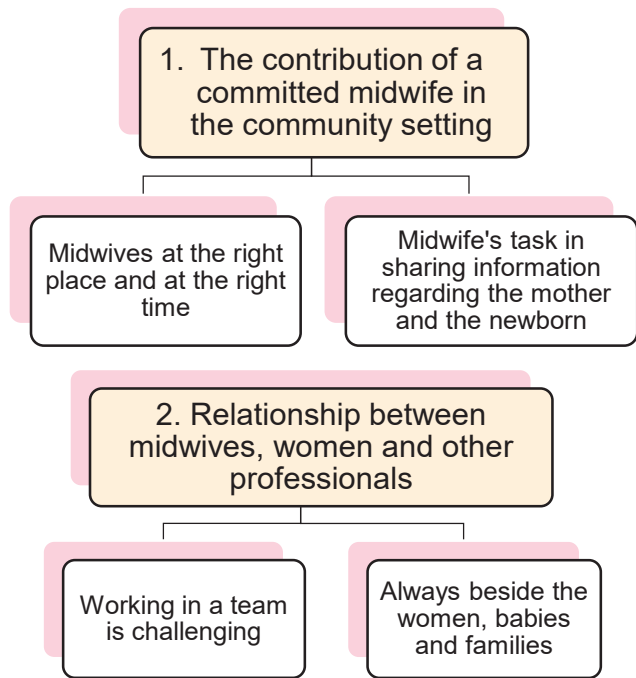 1. The contribution of a
committed midwife in
the community setting
Midwives at the right
place and at the right
time
Midwife's task in
sharing information
regarding the mother
and the newborn
2. Relationship between
midwives, women and other
professionals
Working in a team
is challenging
Always beside the
women, babies
and families